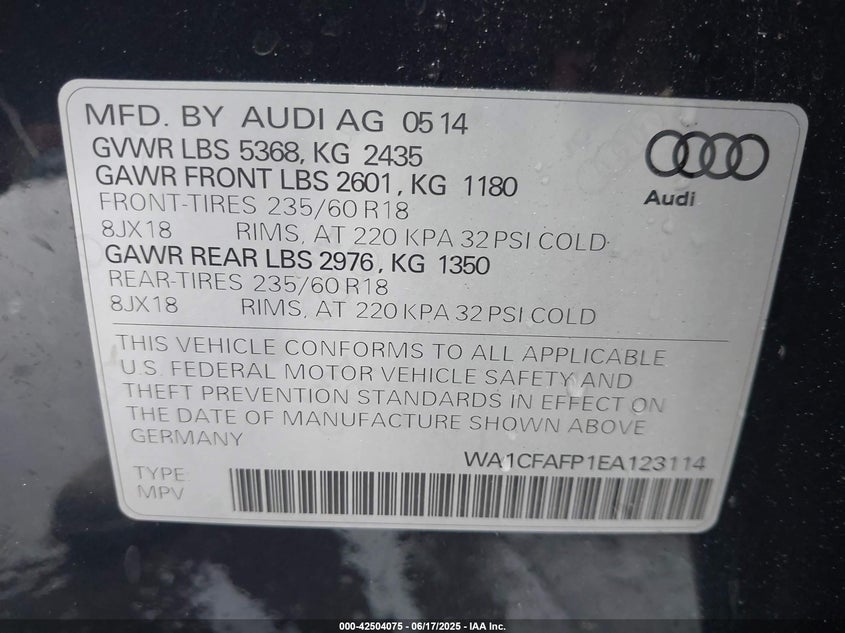 MFD. BY AUDI AG 0514
GVWR LBS 5368, KG 2435
GAWR FRONT LBS 2601, KG 1180
FRONT-TIRES 235/60 R18
8JX18 RIMS, AT 220 KPA 32 PSI COLD
GAWR REAR LBS 2976, KG 1350
REAR-TIRES 235/60 R18
8JX18 RIMS, AT 220 KPA 32 PSI COLD
Audi
THIS VEHICLE CONFORMS TO ALL APPLICABLE
U.S. FEDERAL MOTOR VEHICLE SAFETY AND
THEFT PREVENTION STANDARDS IN EFFECT ON
THE DATE OF MANUFACTURE SHOWN ABOVE
GERMANY
WA1CFAFP1EA123114
TYPE
MPV
000-42504075 - 06/17/2025 - IAA Inc.